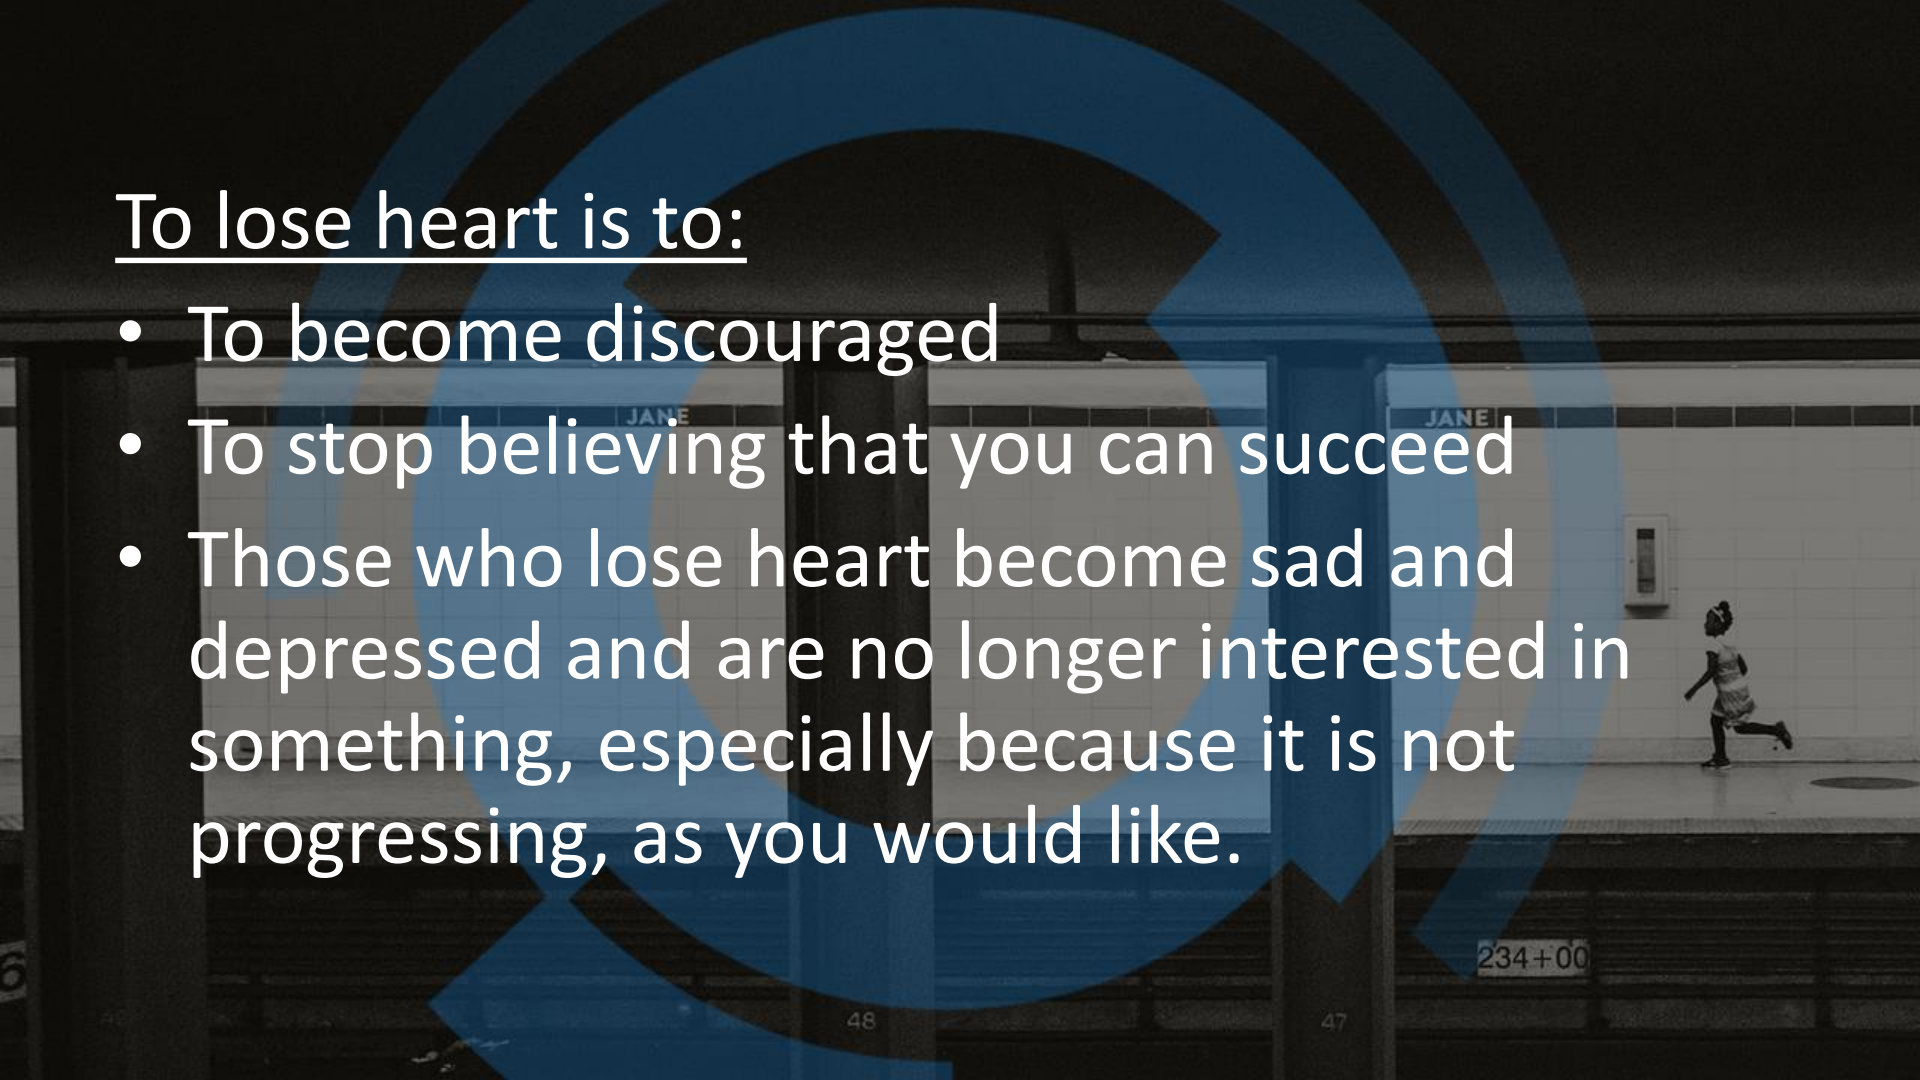 To lose heart is to:
• To become discouraged
JANE
JANE
• To stop believing that you can succeed
• Those who lose heart become sad and
depressed and are no longer interested in
something, especially because it is not
progressing, as you would like.
234+00
6
48
47